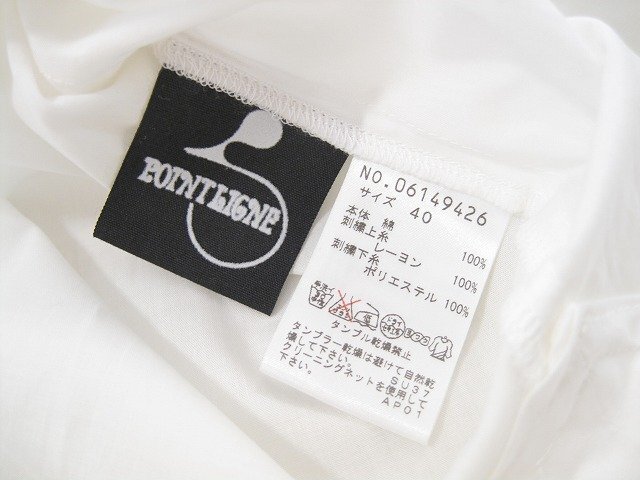 POINT LIGNE
NO.06149426
サイズ 40
本体 綿 100%
刺繍上糸
レーヨン 100%
刺繍下糸
ポリエステル 100%
タンブル乾燥禁止
タンブラー乾燥は避けて自然乾
燥して下さい。 SU37
クリーニングネットを使用して
下さい。 AP01